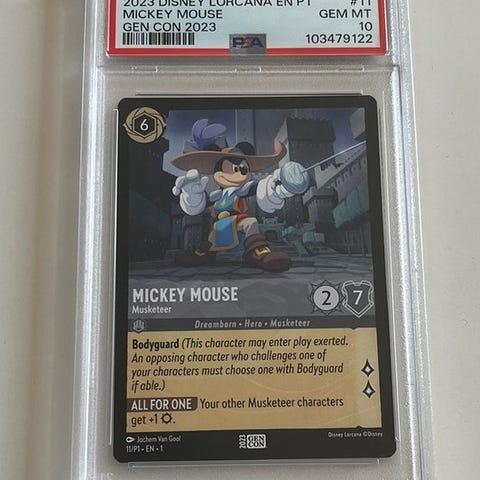 2023 DISNEY LORCANA EN P1 #11
MICKEY MOUSE GEM MT
GEN CON 2023 10
PSA 103479122
6
MICKEY MOUSE
Musketeer
2 7
Dreamborn • Hero • Musketeer
Bodyguard (This character may enter play exerted.
An opposing character who challenges one of
your characters must choose one with Bodyguard
if able.)
ALL FOR ONE Your other Musketeer characters
get +1 .
Jochem Van Gool
11/P1 • EN • 1
2023 GEN CON
Disney Lorcana ©Disney